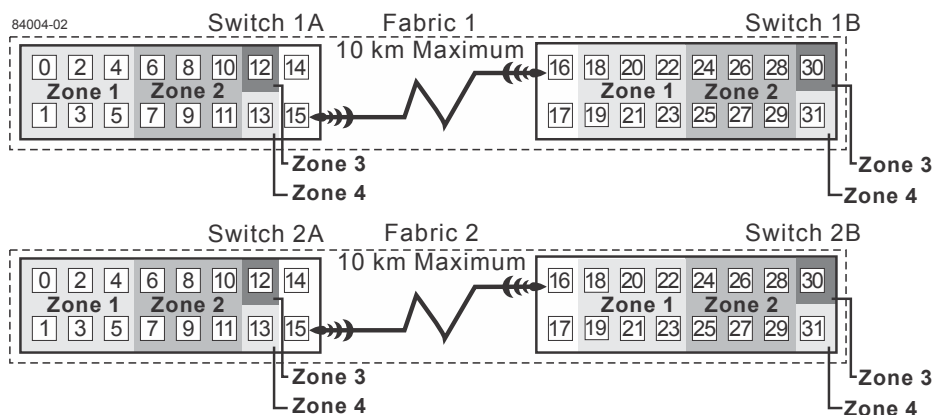 84004-02
Switch 1A Fabric 1 Switch 1B
10 km Maximum
0 2 4 6 8 10 12 14 16 18 20 22 24 26 28 30
Zone 1 Zone 2 Zone 1 Zone 2
1 3 5 7 9 11 13 15 17 19 21 23 25 27 29 31
Zone 3 Zone 3
Zone 4 Zone 4
Switch 2A Fabric 2 Switch 2B
10 km Maximum
0 2 4 6 8 10 12 14 16 18 20 22 24 26 28 30
Zone 1 Zone 2 Zone 1 Zone 2
1 3 5 7 9 11 13 15 17 19 21 23 25 27 29 31
Zone 3 Zone 3
Zone 4 Zone 4